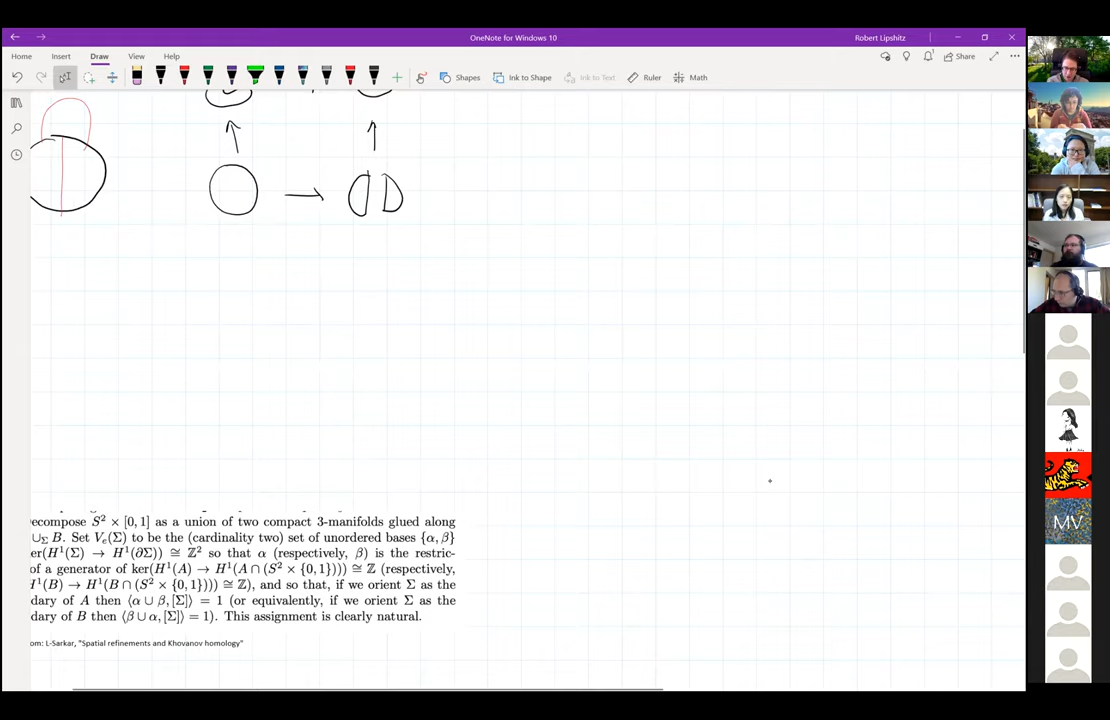 OneNote for Windows 10
Robert Lipshitz
Home Insert Draw View Help
Share
Shapes Ink to Shape Ink to Text Ruler Math
ecompose S² × [0, 1] as a union of two compact 3-manifolds glued along
∪_Σ B. Set V_e(Σ) to be the (cardinality two) set of unordered bases {α, β}
er(H¹(Σ) → H¹(∂Σ)) ≅ ℤ² so that α (respectively, β) is the restric-
of a generator of ker(H¹(A) → H¹(A ∩ (S² × {0, 1}))) ≅ ℤ (respectively,
H¹(B) → H¹(B ∩ (S² × {0, 1}))) ≅ ℤ), and so that, if we orient Σ as the
dary of A then ⟨α ∪ β, [Σ]⟩ = 1 (or equivalently, if we orient Σ as the
dary of B then ⟨β ∪ α, [Σ]⟩ = 1). This assignment is clearly natural.
om: L-Sarkar, "Spatial refinements and Khovanov homology"
MV